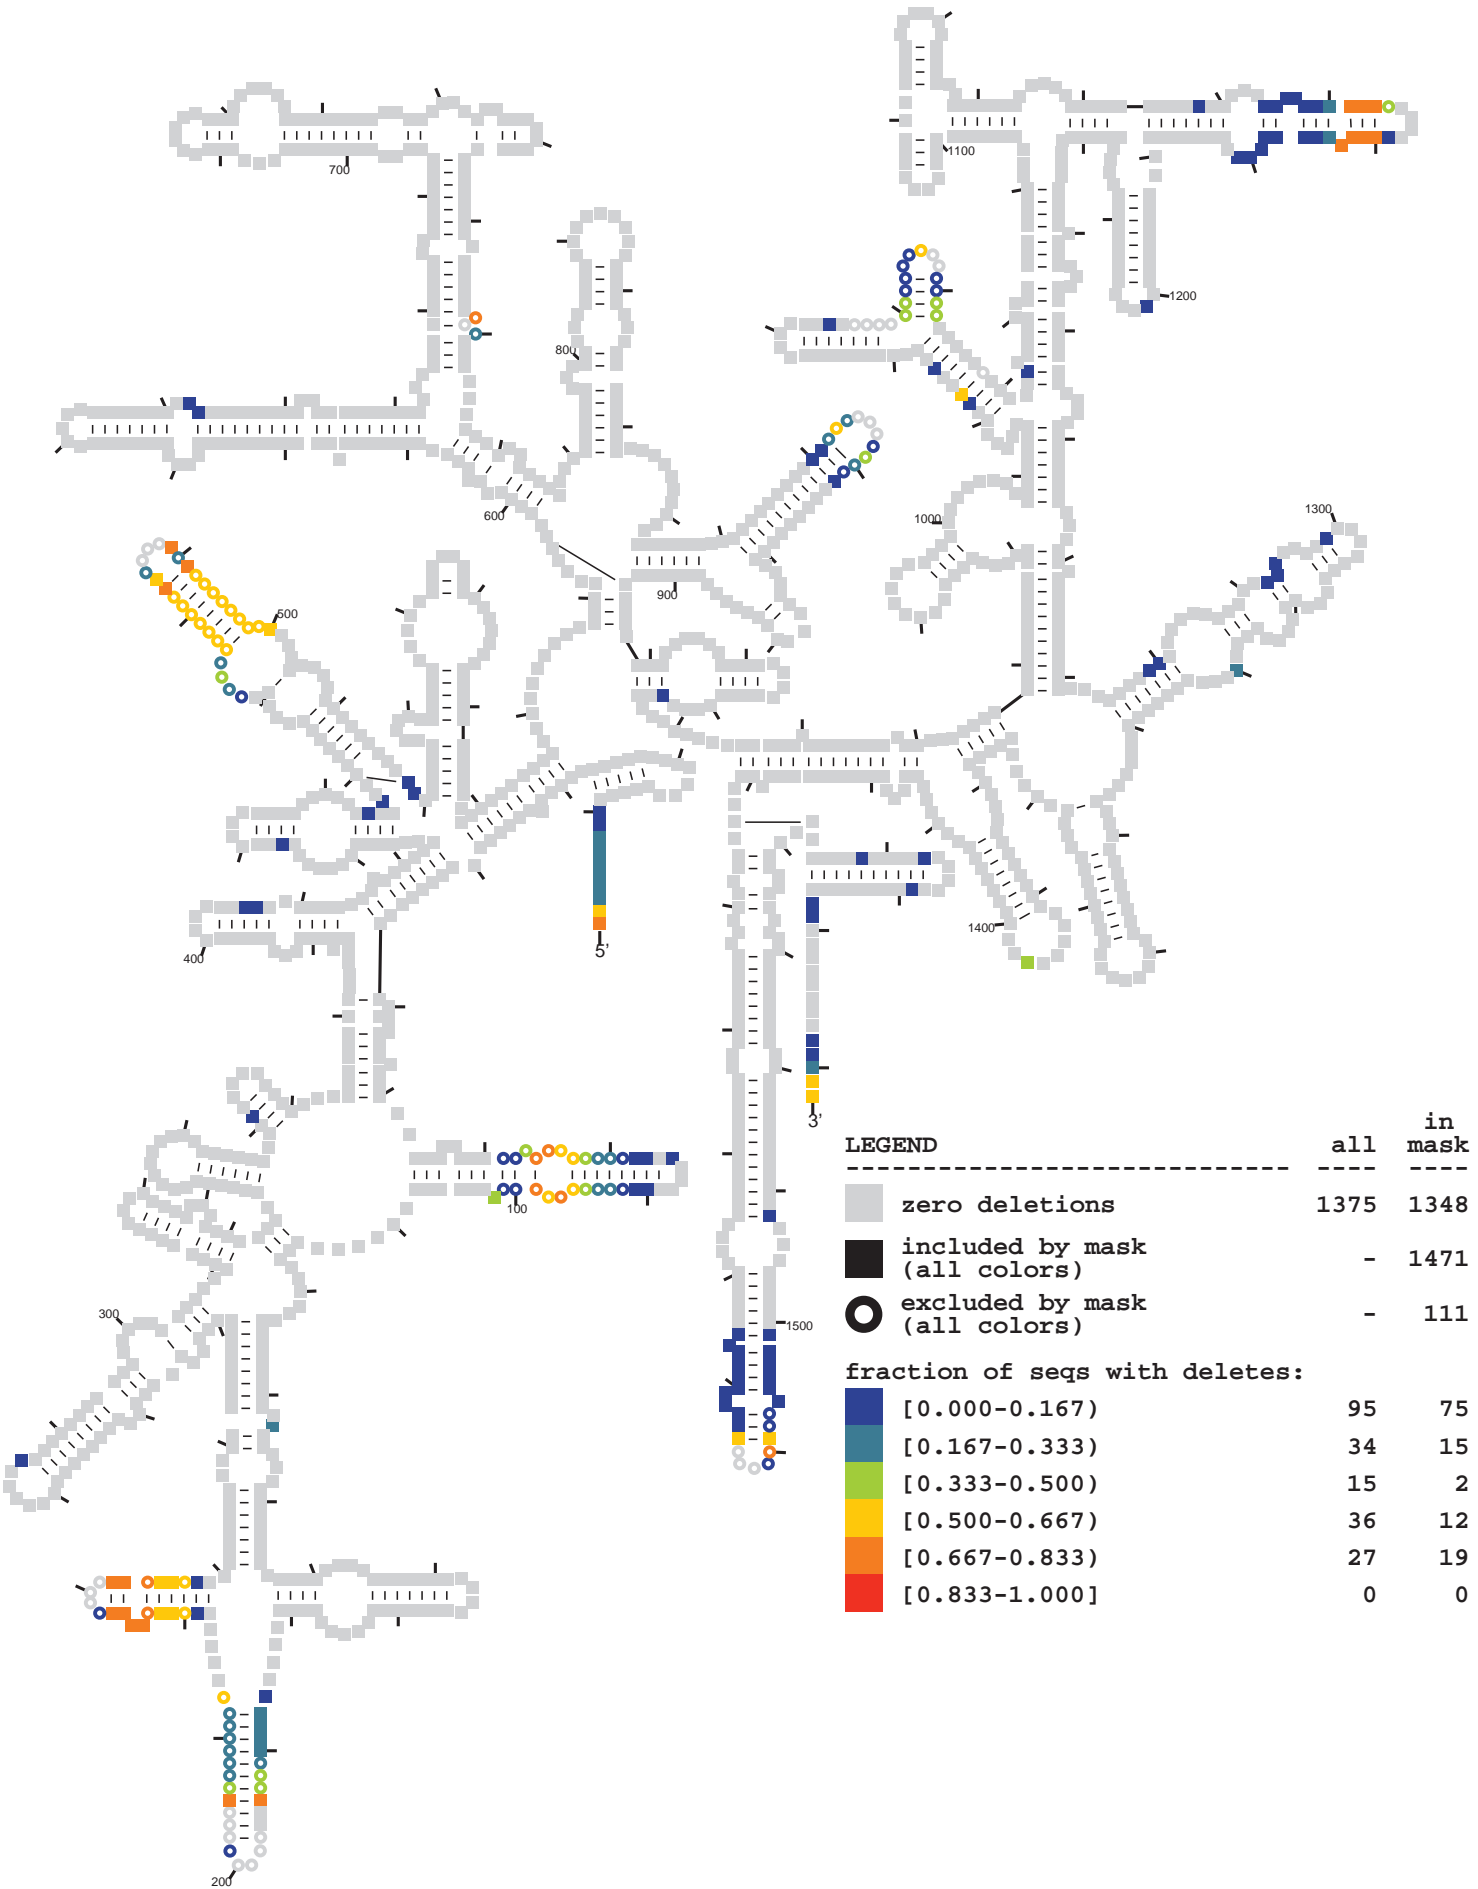 1100
700
1200
800
1000
1300
600
900
500
1400
400
5'
3'
100
1500
300
200
in
LEGEND all mask
---------------------------- ---- ----
zero deletions 1375 1348
included by mask
(all colors) - 1471
excluded by mask
(all colors) - 111
fraction of seqs with deletes:
[0.000-0.167) 95 75
[0.167-0.333) 34 15
[0.333-0.500) 15 2
[0.500-0.667) 36 12
[0.667-0.833) 27 19
[0.833-1.000] 0 0